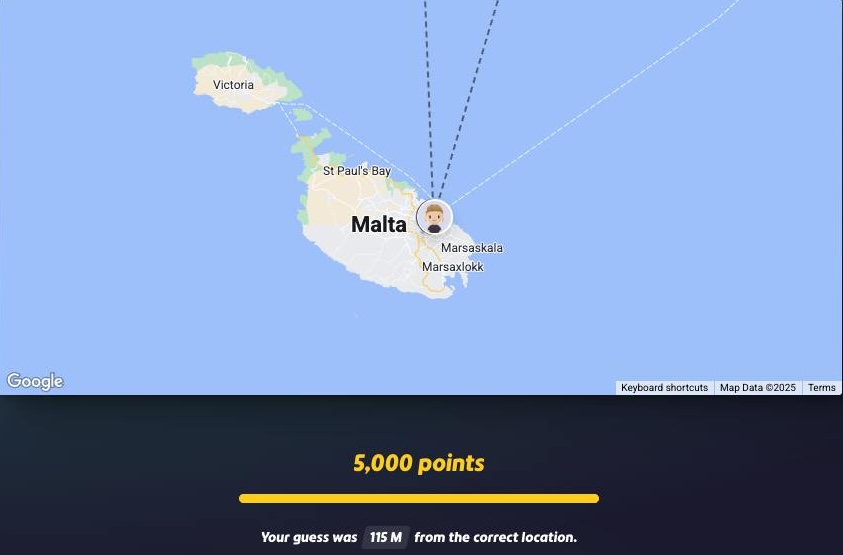 Victoria
St Paul's Bay
Malta
Marsaskala
Marsaxlokk
Google
Keyboard shortcuts Map Data ©2025 Terms
5,000 points
Your guess was 115 M from the correct location.